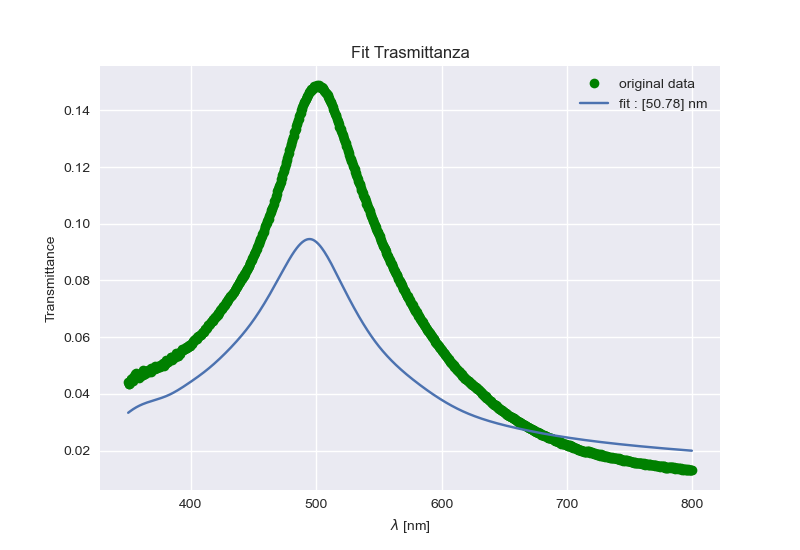 Fit Trasmittanza
original data
fit : [50.78] nm
0.14
0.12
0.10
0.08
0.06
0.04
0.02
Transmittance
400
500
600
700
800
λ [nm]